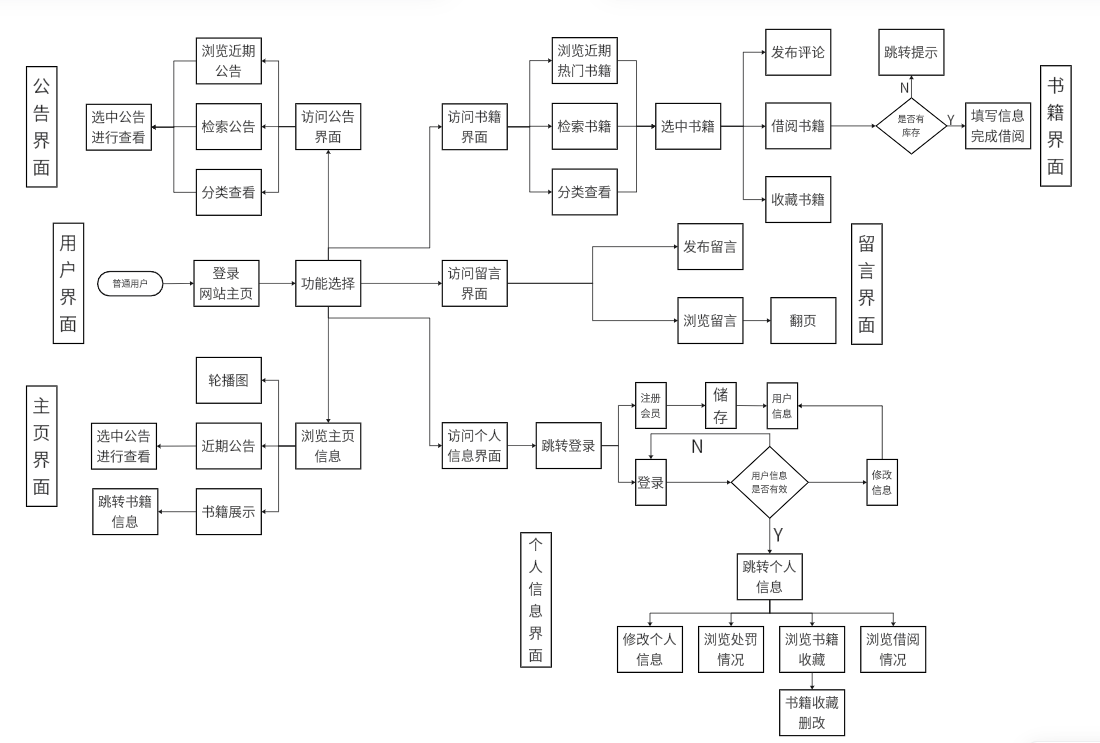 公
告
界
面
选中公告
进行查看
浏览近期
公告
检索公告
分类查看
访问公告
界面
访问书籍
界面
浏览近期
热门书籍
检索书籍
分类查看
选中书籍
发布评论
借阅书籍
收藏书籍
跳转提示
N
是否有
库存
Y
填写信息
完成借阅
书
籍
界
面
用
户
界
面
普通用户
登录
网站主页
功能选择
访问留言
界面
发布留言
浏览留言
翻页
留
言
界
面
主
页
界
面
轮播图
选中公告
进行查看
近期公告
跳转书籍
信息
书籍展示
浏览主页
信息
访问个人
信息界面
跳转登录
注册
会员
储
存
用户
信息
N
登录
用户信息
是否有效
修改
信息
Y
个
人
信
息
界
面
跳转个人
信息
修改个人
信息
浏览处罚
情况
浏览书籍
收藏
浏览借阅
情况
书籍收藏
删改